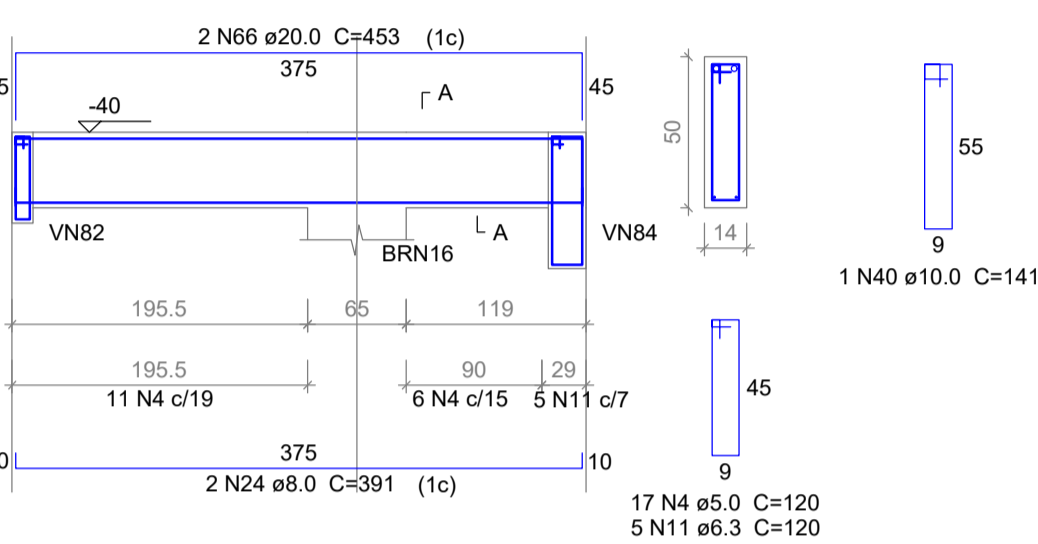 2 N66 ø20.0 C=453 (1c)
375
5
45
A
-40
50
55
VN82
A
BRN16
VN84
14
9
1 N40 ø10.0 C=141
195.5
65
119
195.5
90
29
11 N4 c/19
6 N4 c/15
5 N11 c/7
45
375
0
10
2 N24 ø8.0 C=391 (1c)
9
17 N4 ø5.0 C=120
5 N11 ø6.3 C=120